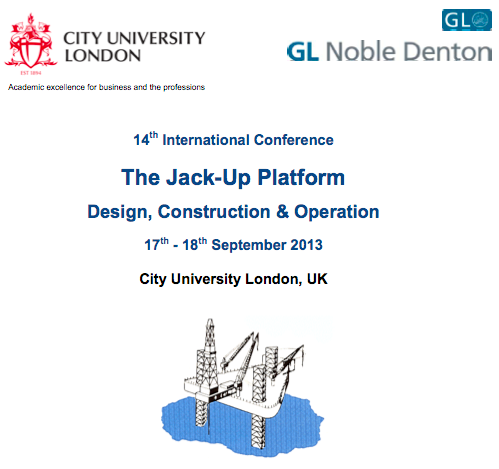 CITY UNIVERSITY
LONDON
EST 1894
Academic excellence for business and the professions
GL
GL Noble Denton
14th International Conference
The Jack-Up Platform
Design, Construction & Operation
17th - 18th September 2013
City University London, UK